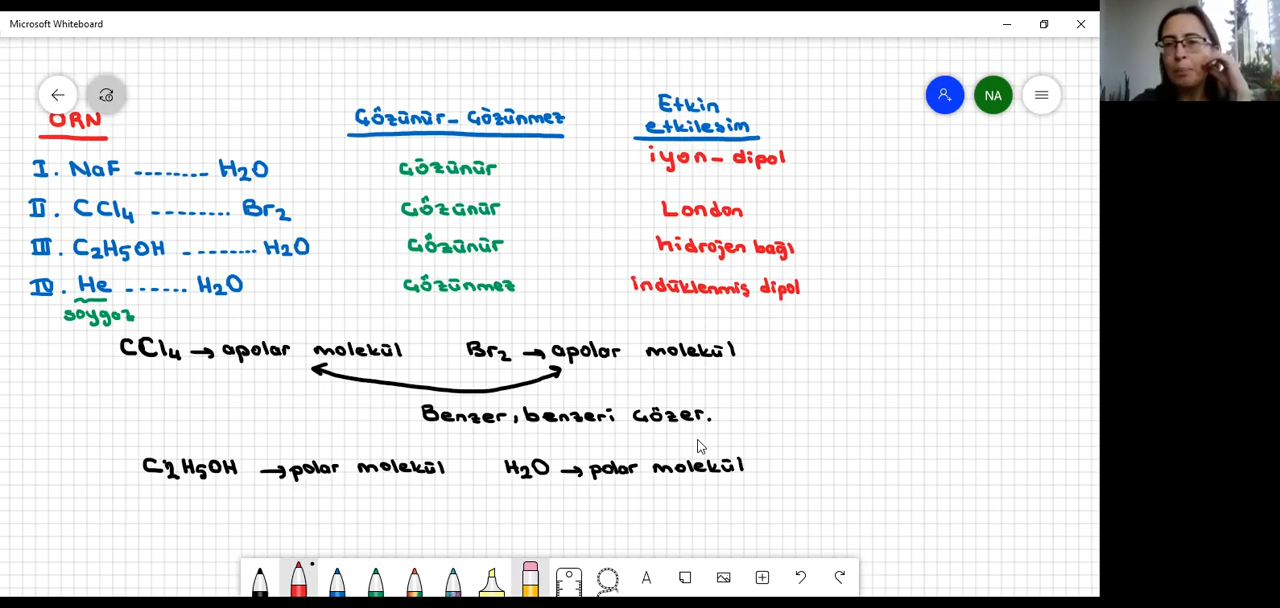 Microsoft Whiteboard
NA
ÖRN
Çözünür - Çözünmez
Etkin
etkileşim
I. NaF -------- H2O
çözünür
iyon - dipol
II. CCl4 -------- Br2
çözünür
London
III. C2H5OH -------- H2O
çözünür
hidrojen bağı
IV. He ------ H2O
çözünmez
indüklenmiş dipol
soygaz
CCl4 → apolar molekül Br2 → apolar molekül
Benzer, benzeri çözer.
C2H5OH → polar molekül H2O → polar molekül
A